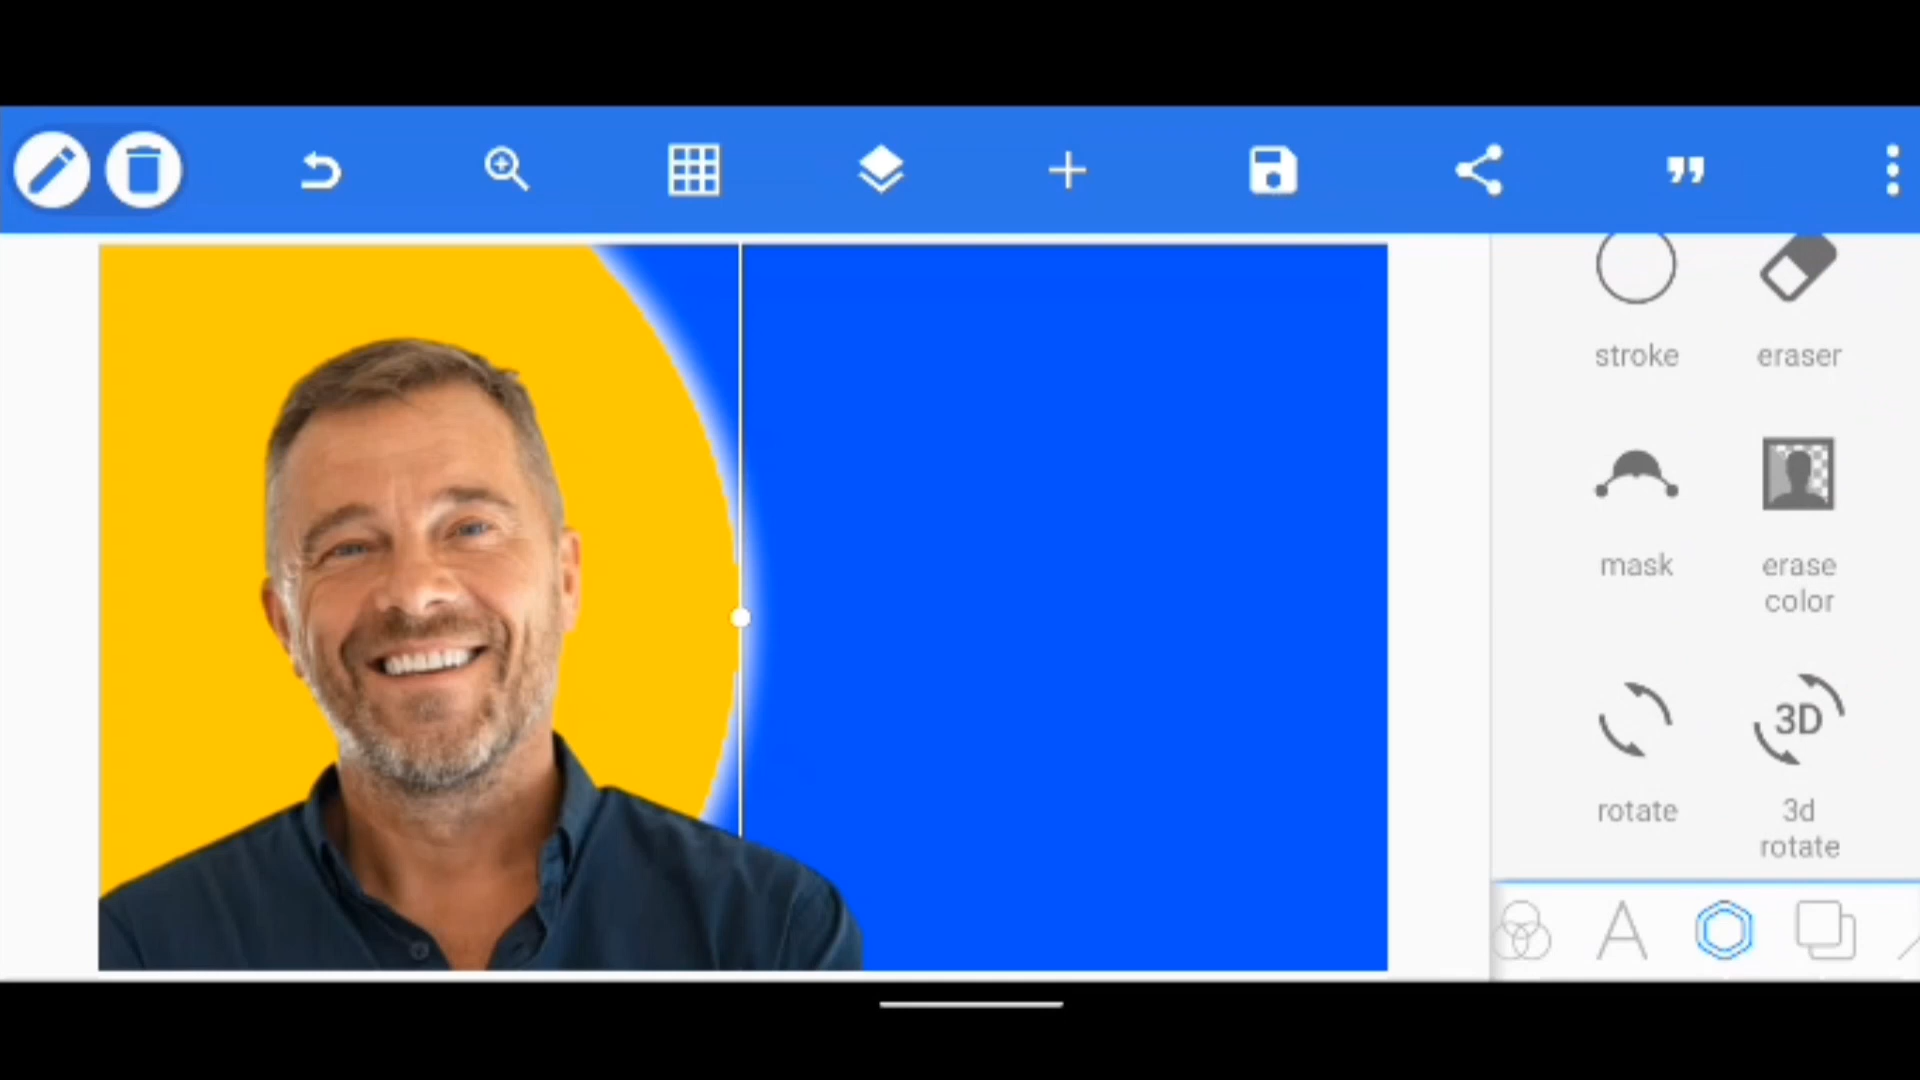 stroke
eraser
mask
erase
color
3D
rotate
3d
rotate
A